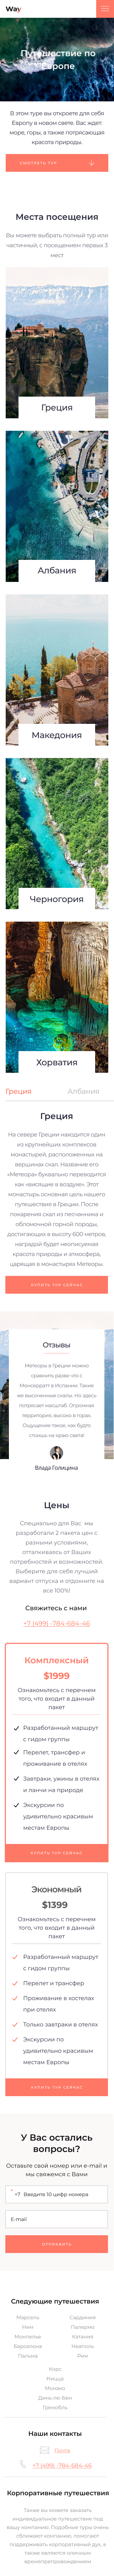 Way
Путешествие по
Европе
В этом туре вы откроете для себя
Европу в новом свете. Вас ждет:
море, горы, а также потярсающая
красота природы.
СМОТРЕТЬ ТУР
Места посещения
Вы можете выбрать полный тур или
частичный, с посещением первых 3
мест
Греция
Албания
Македония
Черногория
Хорватия
Греция
Албания
Греция
На севере Греции находится один
из крупнейших комплексов
монастырей, расположенных на
вершинах скал. Название его
«Метеора» буквально переводится
как «висящие в воздухе». Этот
монастырь основная цель нашего
путешествия в Греции. После
покорения скал из песчаника и
обломочной горной породы,
достигающих в высоту 600 метров,
наградой будет неописуемая
красота природы и атмосфера,
царящая в монастырях Метеоры.
КУПИТЬ ТУР СЕЙЧАС
Отзывы
Метеоры в Греции можно
сравнить разве что с
Монсерратт в Испании. Такие
же высоченные скалы. Но здесь
потрясает масштаб. Огромная
территория, высоко в горах.
Ощущение такое, как будто
стоишь на краю света!
Влада Голицина
Цены
Специально для Вас мы
разработали 2 пакета цен с
разными условиями,
отталкиваясь от Ваших
потребностей и возможностей.
Выберите для себя лучший
вариант отпуска и отдохните на
все 100%!
Свяжитесь с нами
+7 (499) -784-684-46
Комплексный
$1999
Ознакомьтесь с перечнем
того, что входит в данный
пакет
Разработанный маршрут
с гидом группы
Перелет, трансфер и
проживание в отелях
Завтраки, ужины в отелях
и ланчи на природе
Экскурсии по
удивительно красивым
местам Европы
КУПИТЬ ТУР СЕЙЧАС
Экономный
$1399
Ознакомьтесь с перечнем
того, что входит в данный
пакет
Разработанный маршрут
с гидом группы
Перелет и трансфер
Проживание в хостелах
при отелях
Только завтраки в отелях
Экскурсии по
удивительно красивым
местам Европы
КУПИТЬ ТУР СЕЙЧАС
У Вас остались
вопросы?
Оставьте свой номер или e-mail и
мы свяжемся с Вами
+7 Введите 10 цифр номера
E-mail
ОТПРАВИТЬ
Следующие путешествия
Марсель
Сардиния
Ним
Палермо
Монпелье
Катания
Барселона
Неаполь
Пальма
Рим
Корс
Ницца
Монако
Динь-ле-Бен
Гренобль
Наши контакты
Почта
+7 (499) -784-684-46
Корпоративные путешествия
Также вы можете заказать
индивидуальное путешествие под
вашу компанию. Подобные туры очень
сближают компанию, помогают
поддерживать корпоративный дух, а
также являются отличным
времяпрепровождением